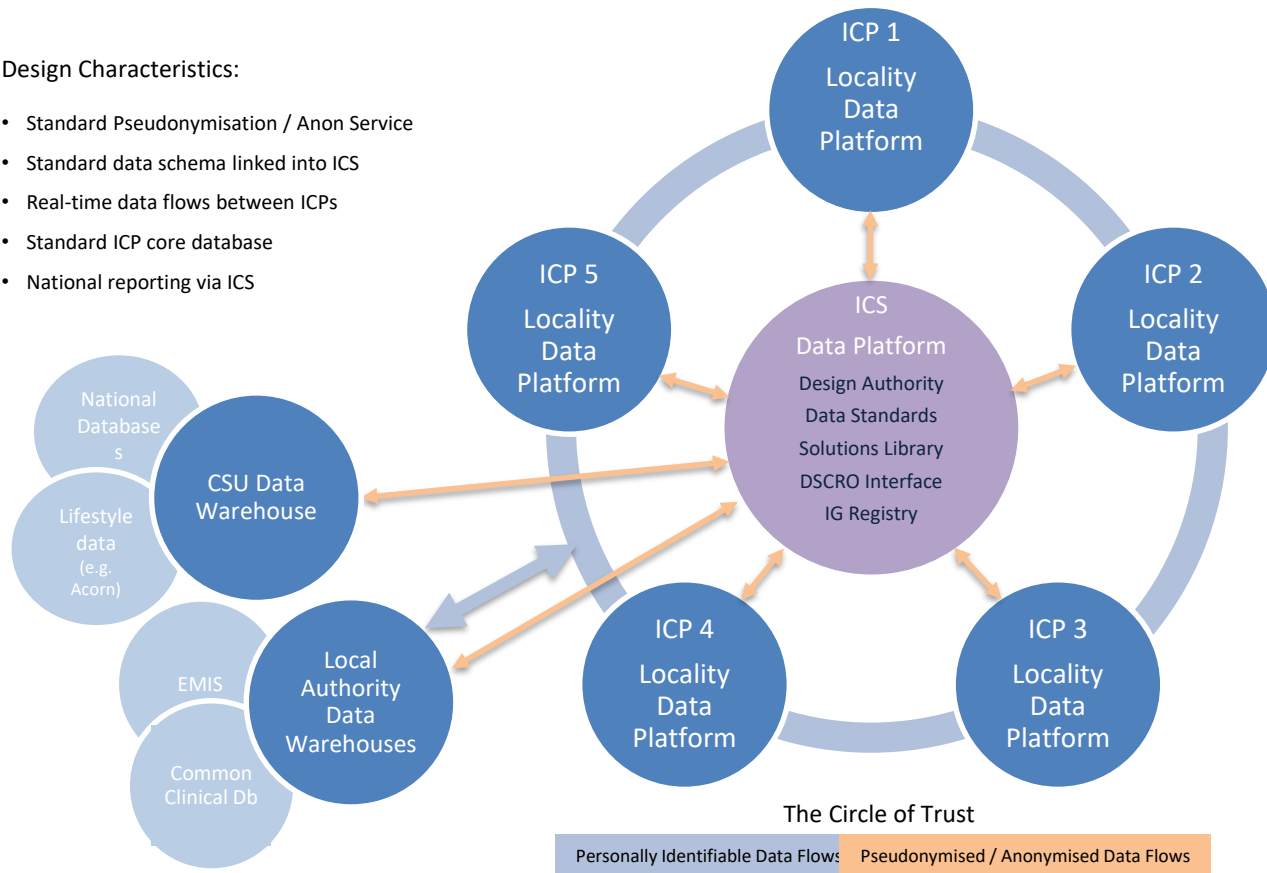 Design Characteristics:
• Standard Pseudonymisation / Anon Service
• Standard data schema linked into ICS
• Real-time data flows between ICPs
• Standard ICP core database
• National reporting via ICS
ICP 1
Locality
Data
Platform
ICP 5
Locality
Data
Platform
ICP 2
Locality
Data
Platform
ICS
Data Platform
Design Authority
Data Standards
Solutions Library
DSCRO Interface
IG Registry
National
Database
s
CSU Data
Warehouse
Lifestyle
data
(e.g.
Acorn)
EMIS
Local
Authority
Data
Warehouses
Common
Clinical Db
ICP 4
Locality
Data
Platform
ICP 3
Locality
Data
Platform
The Circle of Trust
Personally Identifiable Data Flows
Pseudonymised / Anonymised Data Flows